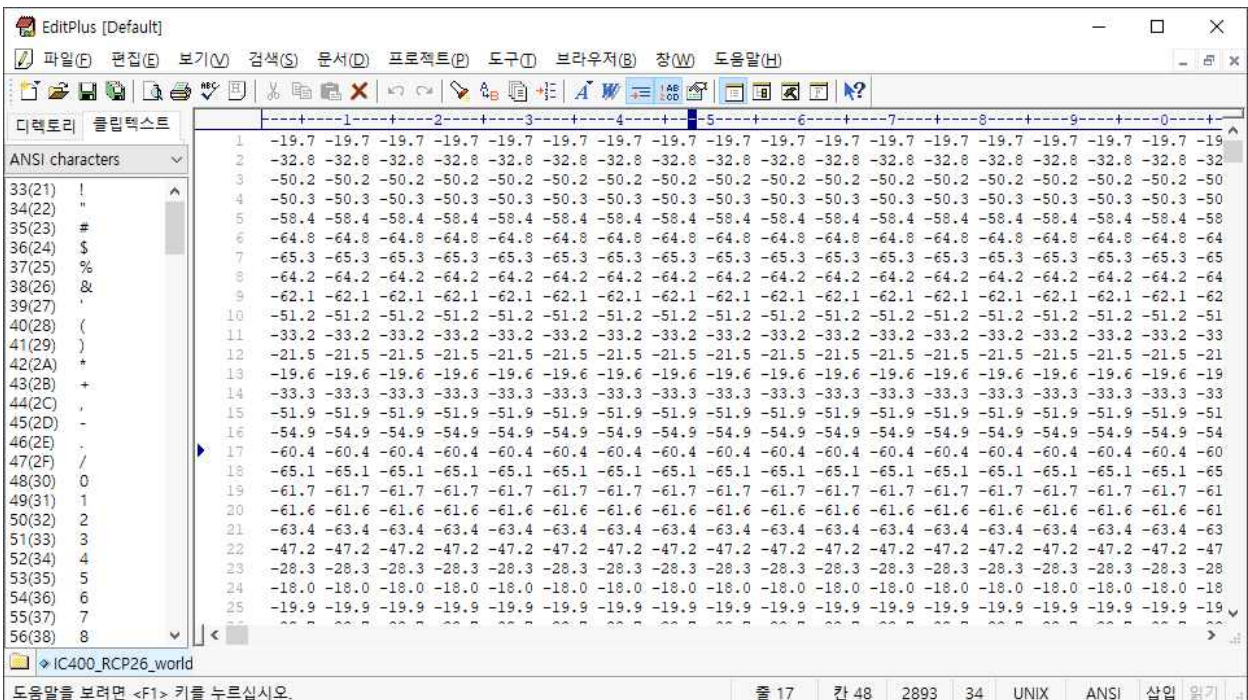 EditPlus [Default]
파일(F) 편집(E) 보기(V) 검색(S) 문서(D) 프로젝트(P) 도구(T) 브라우저(B) 창(W) 도움말(H)
디렉토리 클립텍스트
ANSI characters
33(21) !
34(22) "
35(23) #
36(24) $
37(25) %
38(26) &
39(27) '
40(28) (
41(29) )
42(2A) *
43(2B) +
44(2C) ,
45(2D) -
46(2E) .
47(2F) /
48(30) 0
49(31) 1
50(32) 2
51(33) 3
52(34) 4
53(35) 5
54(36) 6
55(37) 7
56(38) 8
----+----1----+----2----+----3----+----4----+----5----+----6----+----7----+----8----+----9----+----0----+-
1 -19.7 -19.7 -19.7 -19.7 -19.7 -19.7 -19.7 -19.7 -19.7 -19.7 -19.7 -19.7 -19.7 -19.7 -19.7 -19.7 -19.7 -19
2 -32.8 -32.8 -32.8 -32.8 -32.8 -32.8 -32.8 -32.8 -32.8 -32.8 -32.8 -32.8 -32.8 -32.8 -32.8 -32.8 -32.8 -32
3 -50.2 -50.2 -50.2 -50.2 -50.2 -50.2 -50.2 -50.2 -50.2 -50.2 -50.2 -50.2 -50.2 -50.2 -50.2 -50.2 -50.2 -50
4 -50.3 -50.3 -50.3 -50.3 -50.3 -50.3 -50.3 -50.3 -50.3 -50.3 -50.3 -50.3 -50.3 -50.3 -50.3 -50.3 -50.3 -50
5 -58.4 -58.4 -58.4 -58.4 -58.4 -58.4 -58.4 -58.4 -58.4 -58.4 -58.4 -58.4 -58.4 -58.4 -58.4 -58.4 -58.4 -58
6 -64.8 -64.8 -64.8 -64.8 -64.8 -64.8 -64.8 -64.8 -64.8 -64.8 -64.8 -64.8 -64.8 -64.8 -64.8 -64.8 -64.8 -64
7 -65.3 -65.3 -65.3 -65.3 -65.3 -65.3 -65.3 -65.3 -65.3 -65.3 -65.3 -65.3 -65.3 -65.3 -65.3 -65.3 -65.3 -65
8 -64.2 -64.2 -64.2 -64.2 -64.2 -64.2 -64.2 -64.2 -64.2 -64.2 -64.2 -64.2 -64.2 -64.2 -64.2 -64.2 -64.2 -64
9 -62.1 -62.1 -62.1 -62.1 -62.1 -62.1 -62.1 -62.1 -62.1 -62.1 -62.1 -62.1 -62.1 -62.1 -62.1 -62.1 -62.1 -62
10 -51.2 -51.2 -51.2 -51.2 -51.2 -51.2 -51.2 -51.2 -51.2 -51.2 -51.2 -51.2 -51.2 -51.2 -51.2 -51.2 -51.2 -51
11 -33.2 -33.2 -33.2 -33.2 -33.2 -33.2 -33.2 -33.2 -33.2 -33.2 -33.2 -33.2 -33.2 -33.2 -33.2 -33.2 -33.2 -33
12 -21.5 -21.5 -21.5 -21.5 -21.5 -21.5 -21.5 -21.5 -21.5 -21.5 -21.5 -21.5 -21.5 -21.5 -21.5 -21.5 -21.5 -21
13 -19.6 -19.6 -19.6 -19.6 -19.6 -19.6 -19.6 -19.6 -19.6 -19.6 -19.6 -19.6 -19.6 -19.6 -19.6 -19.6 -19.6 -19
14 -33.3 -33.3 -33.3 -33.3 -33.3 -33.3 -33.3 -33.3 -33.3 -33.3 -33.3 -33.3 -33.3 -33.3 -33.3 -33.3 -33.3 -33
15 -51.9 -51.9 -51.9 -51.9 -51.9 -51.9 -51.9 -51.9 -51.9 -51.9 -51.9 -51.9 -51.9 -51.9 -51.9 -51.9 -51.9 -51
16 -54.9 -54.9 -54.9 -54.9 -54.9 -54.9 -54.9 -54.9 -54.9 -54.9 -54.9 -54.9 -54.9 -54.9 -54.9 -54.9 -54.9 -54
17 -60.4 -60.4 -60.4 -60.4 -60.4 -60.4 -60.4 -60.4 -60.4 -60.4 -60.4 -60.4 -60.4 -60.4 -60.4 -60.4 -60.4 -60
18 -65.1 -65.1 -65.1 -65.1 -65.1 -65.1 -65.1 -65.1 -65.1 -65.1 -65.1 -65.1 -65.1 -65.1 -65.1 -65.1 -65.1 -65
19 -61.7 -61.7 -61.7 -61.7 -61.7 -61.7 -61.7 -61.7 -61.7 -61.7 -61.7 -61.7 -61.7 -61.7 -61.7 -61.7 -61.7 -61
20 -61.6 -61.6 -61.6 -61.6 -61.6 -61.6 -61.6 -61.6 -61.6 -61.6 -61.6 -61.6 -61.6 -61.6 -61.6 -61.6 -61.6 -61
21 -63.4 -63.4 -63.4 -63.4 -63.4 -63.4 -63.4 -63.4 -63.4 -63.4 -63.4 -63.4 -63.4 -63.4 -63.4 -63.4 -63.4 -63
22 -47.2 -47.2 -47.2 -47.2 -47.2 -47.2 -47.2 -47.2 -47.2 -47.2 -47.2 -47.2 -47.2 -47.2 -47.2 -47.2 -47.2 -47
23 -28.3 -28.3 -28.3 -28.3 -28.3 -28.3 -28.3 -28.3 -28.3 -28.3 -28.3 -28.3 -28.3 -28.3 -28.3 -28.3 -28.3 -28
24 -18.0 -18.0 -18.0 -18.0 -18.0 -18.0 -18.0 -18.0 -18.0 -18.0 -18.0 -18.0 -18.0 -18.0 -18.0 -18.0 -18.0 -18
25 -19.9 -19.9 -19.9 -19.9 -19.9 -19.9 -19.9 -19.9 -19.9 -19.9 -19.9 -19.9 -19.9 -19.9 -19.9 -19.9 -19.9 -19
IC400_RCP26_world
도움말을 보려면 <F1> 키를 누르십시오. 줄 17 칸 48 2893 34 UNIX ANSI 삽입 읽기